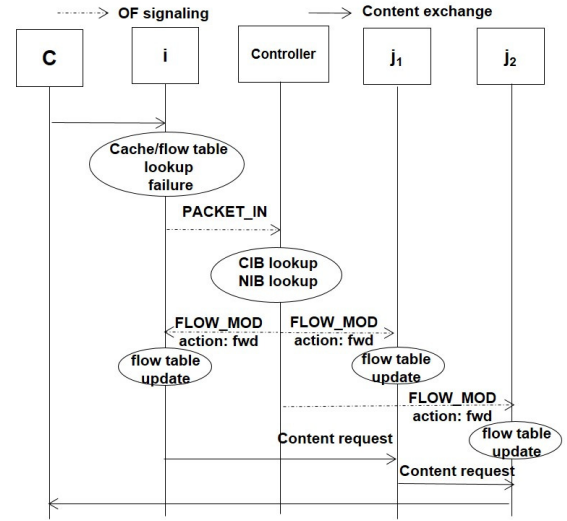 OF signaling
Content exchange
C
i
Controller
j1
j2
Cache/flow table
lookup
failure
PACKET_IN
CIB lookup
NIB lookup
FLOW_MOD
action: fwd
FLOW_MOD
action: fwd
flow table
update
flow table
update
FLOW_MOD
action: fwd
flow table
update
Content request
Content request